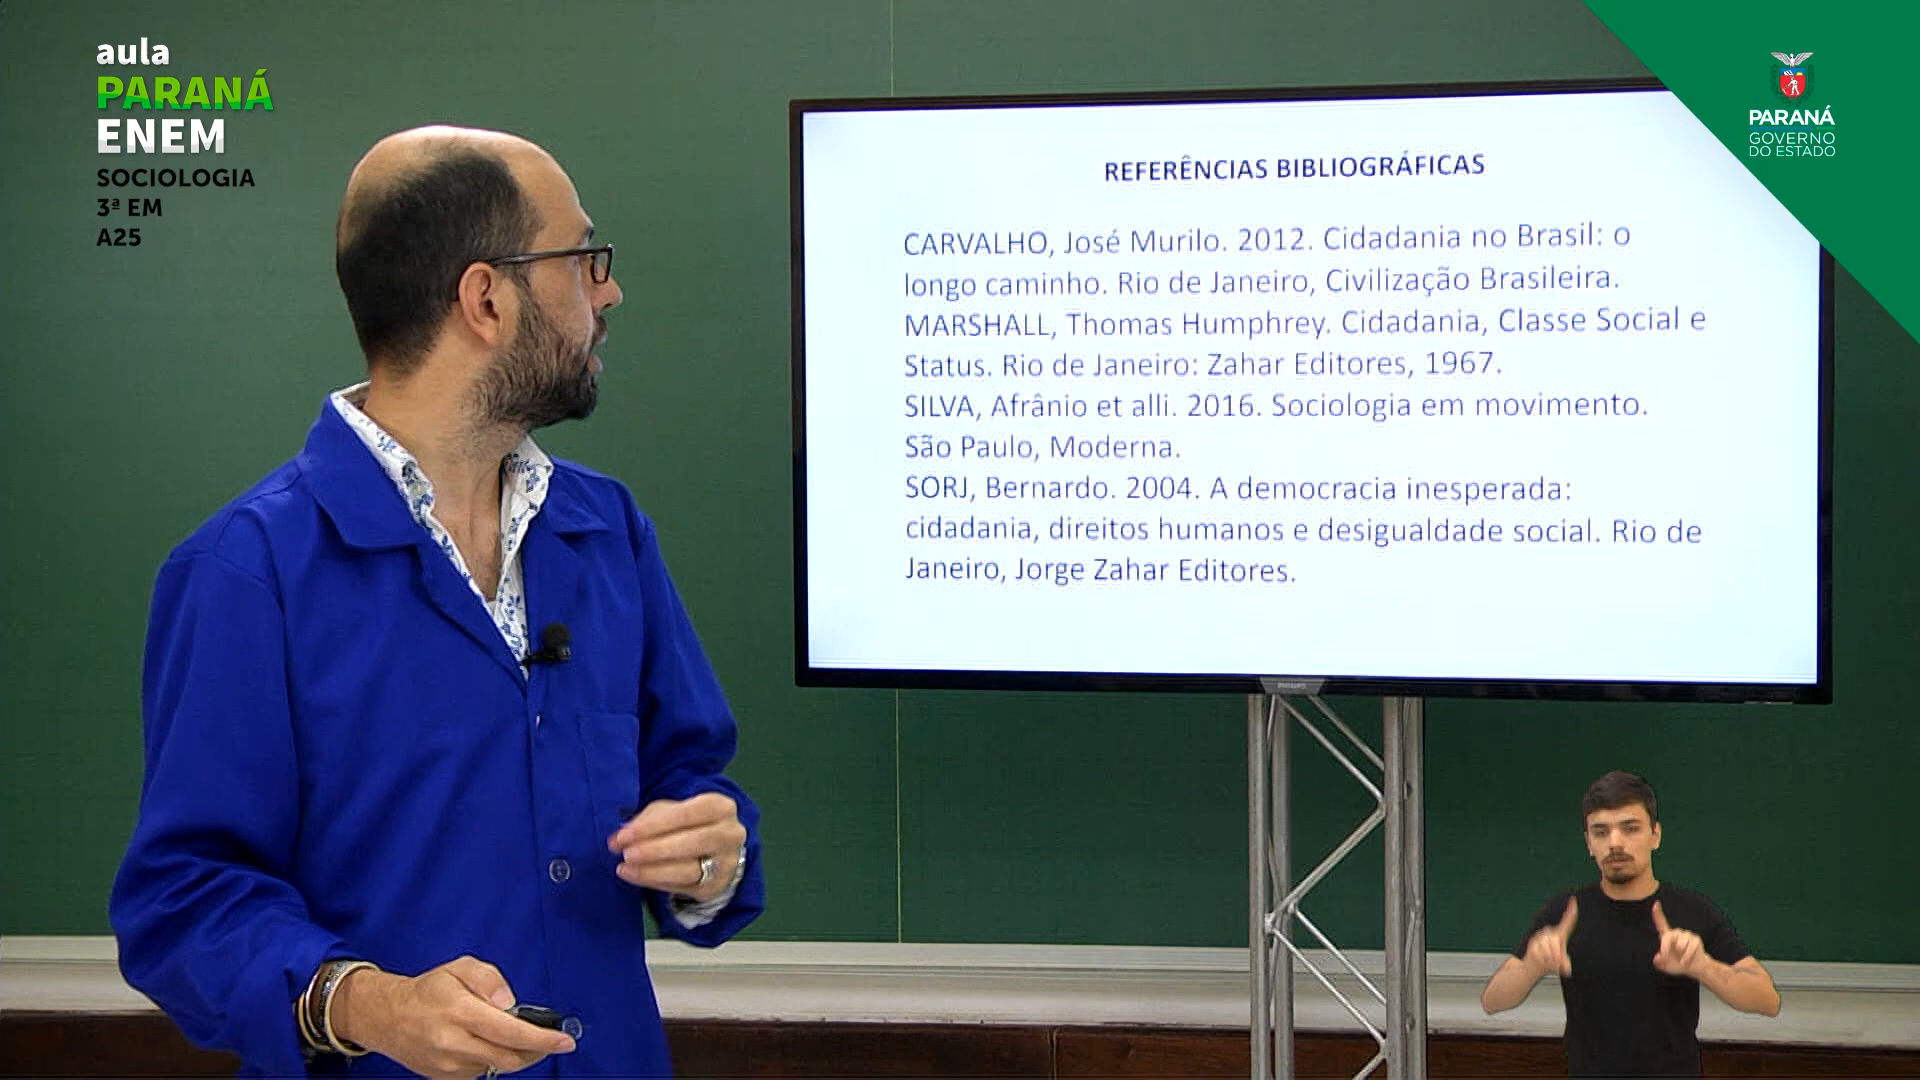 aula
PARANÁ
ENEM
SOCIOLOGIA
3ª EM
A25
PARANÁ
GOVERNO
DO ESTADO
REFERÊNCIAS BIBLIOGRÁFICAS
CARVALHO, José Murilo. 2012. Cidadania no Brasil: o
longo caminho. Rio de Janeiro, Civilização Brasileira.
MARSHALL, Thomas Humphrey. Cidadania, Classe Social e
Status. Rio de Janeiro: Zahar Editores, 1967.
SILVA, Afrânio et alli. 2016. Sociologia em movimento.
São Paulo, Moderna.
SORJ, Bernardo. 2004. A democracia inesperada:
cidadania, direitos humanos e desigualdade social. Rio de
Janeiro, Jorge Zahar Editores.
PHILIPS